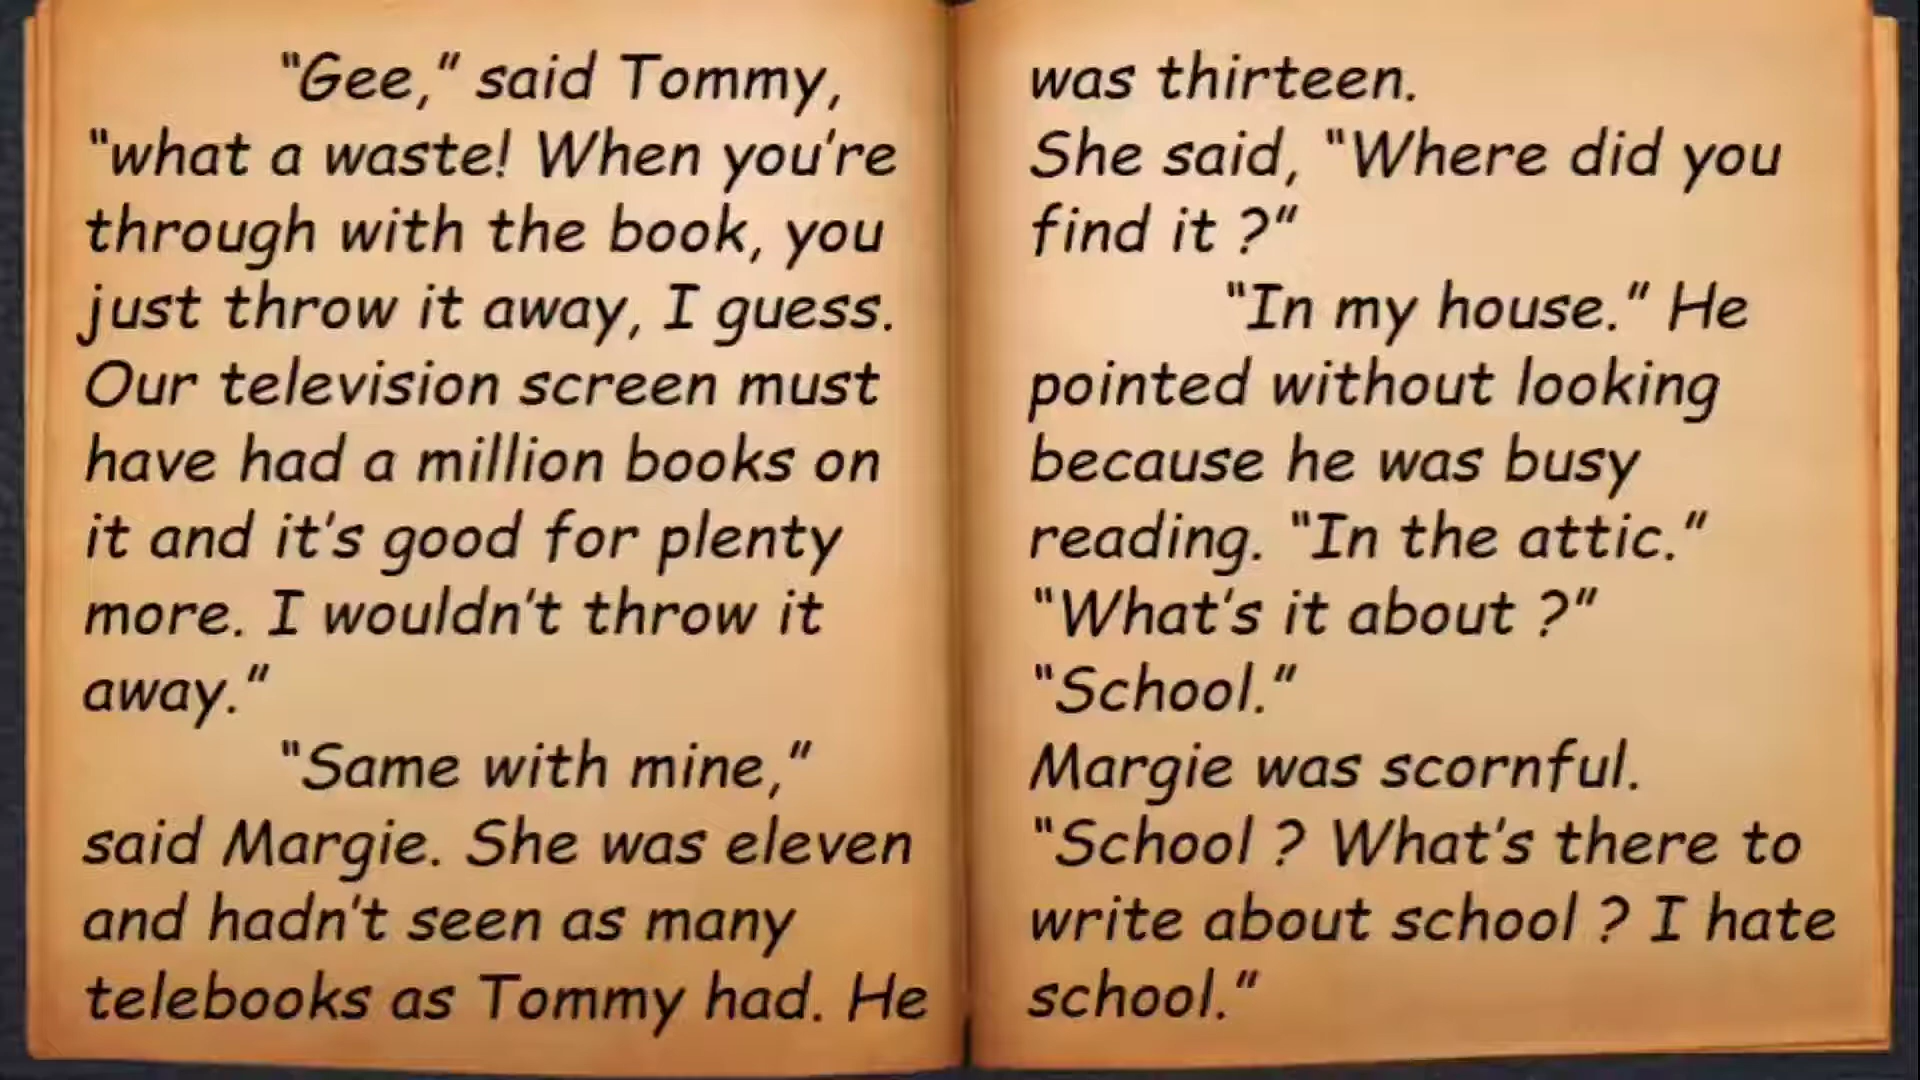 “Gee,” said Tommy,
“what a waste! When you’re
through with the book, you
just throw it away, I guess.
Our television screen must
have had a million books on
it and it’s good for plenty
more. I wouldn’t throw it
away.”
“Same with mine,”
said Margie. She was eleven
and hadn’t seen as many
telebooks as Tommy had. He
was thirteen.
She said, “Where did you
find it ?”
“In my house.” He
pointed without looking
because he was busy
reading. “In the attic.”
“What’s it about ?”
“School.”
Margie was scornful.
“School ? What’s there to
write about school ? I hate
school.”